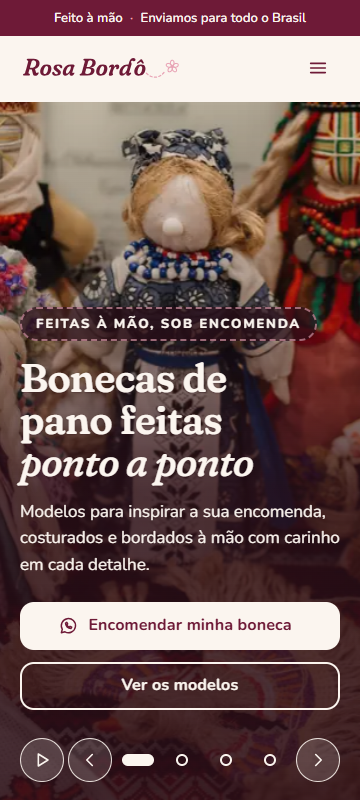 Feito à mão · Enviamos para todo o Brasil
Rosa Bordô
FEITAS À MÃO, SOB ENCOMENDA
Bonecas de
pano feitas
ponto a ponto
Modelos para inspirar a sua encomenda,
costurados e bordados à mão com carinho
em cada detalhe.
Encomendar minha boneca
Ver os modelos